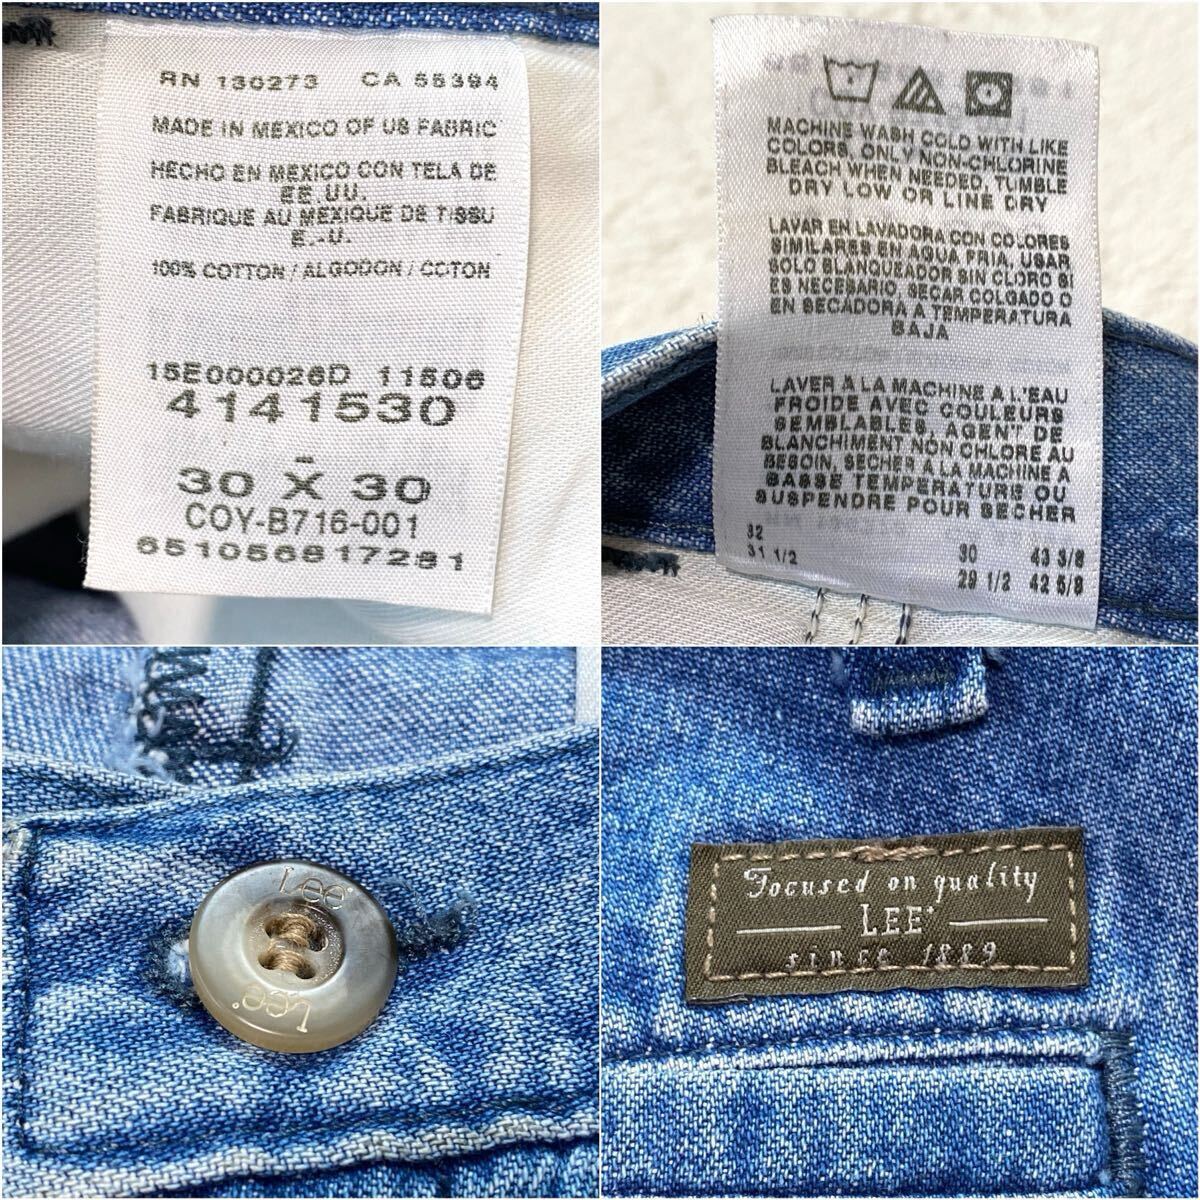 RN 130273 CA 55394
MADE IN MEXICO OF US FABRIC
HECHO EN MEXICO CON TELA DE
EE.UU.
FABRIQUE AU MEXIQUE DE TISSU
E.-U.
100% COTTON / ALGODON / COTON
15E000026D 11506
4141530
30 X 30
COY-B716-001
651056917281
MACHINE WASH COLD WITH LIKE
COLORS, ONLY NON-CHLORINE
BLEACH WHEN NEEDED, TUMBLE
DRY LOW OR LINE DRY
LAVAR EN LAVADORA CON COLORES
SIMILARES EN AGUA FRIA, USAR
SOLO BLANQUEADOR SIN CLORO SI
ES NECESARIO, SECAR COLGADO O
EN SECADORA A TEMPERATURA
BAJA
LAVER A LA MACHINE A L'EAU
FROIDE AVEC COULEURS
SEMBLABLES, AGENT DE
BLANCHIMENT NON CHLORE AU
BESOIN, SECHER A LA MACHINE A
BASSE TEMPERATURE OU
SUSPENDRE POUR SECHER
32 30 43 3/8
31 1/2 29 1/2 42 5/8
Lee
Lee
Focused on quality
LEE
since 1889